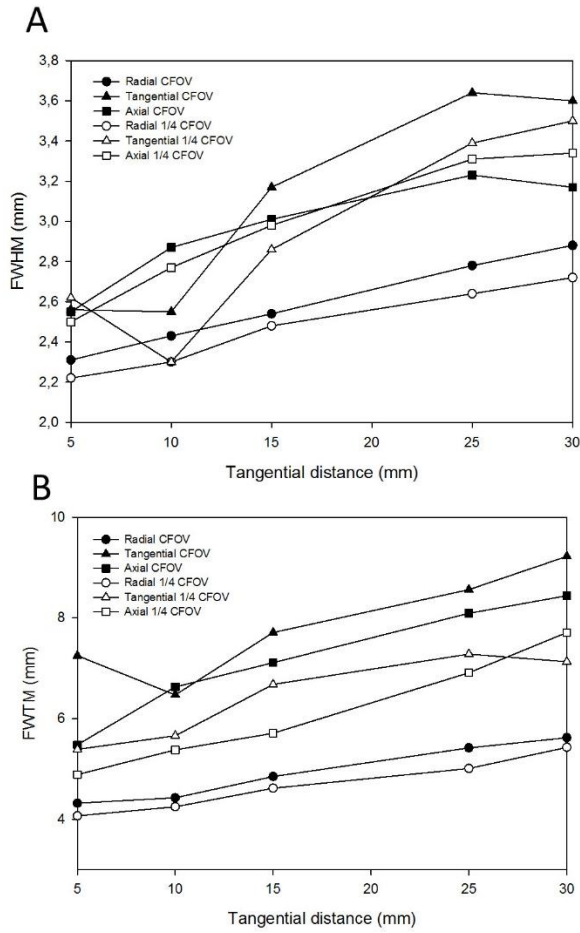 A
3,8
3,6
3,4
3,2
3,0
2,8
2,6
2,4
2,2
2,0
FWHM (mm)
Radial CFOV
Tangential CFOV
Axial CFOV
Radial 1/4 CFOV
Tangential 1/4 CFOV
Axial 1/4 CFOV
5 10 15 20 25 30
Tangential distance (mm)
B
10
8
6
4
FWTM (mm)
Radial CFOV
Tangential CFOV
Axial CFOV
Radial 1/4 CFOV
Tangential 1/4 CFOV
Axial 1/4 CFOV
5 10 15 20 25 30
Tangential distance (mm)